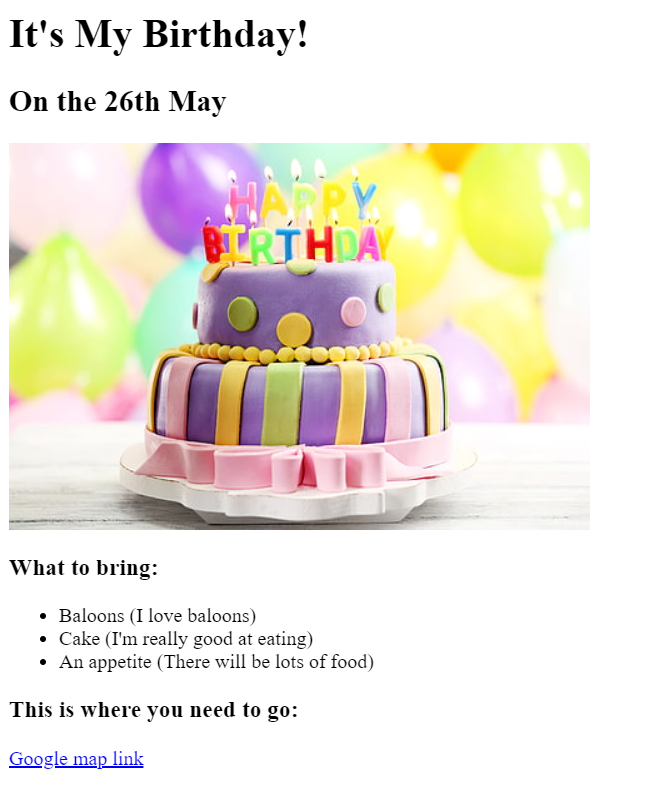 It's My Birthday!
On the 26th May
HAPPY
BIRTHDAY
What to bring:
Baloons (I love baloons)
Cake (I'm really good at eating)
An appetite (There will be lots of food)
This is where you need to go:
Google map link